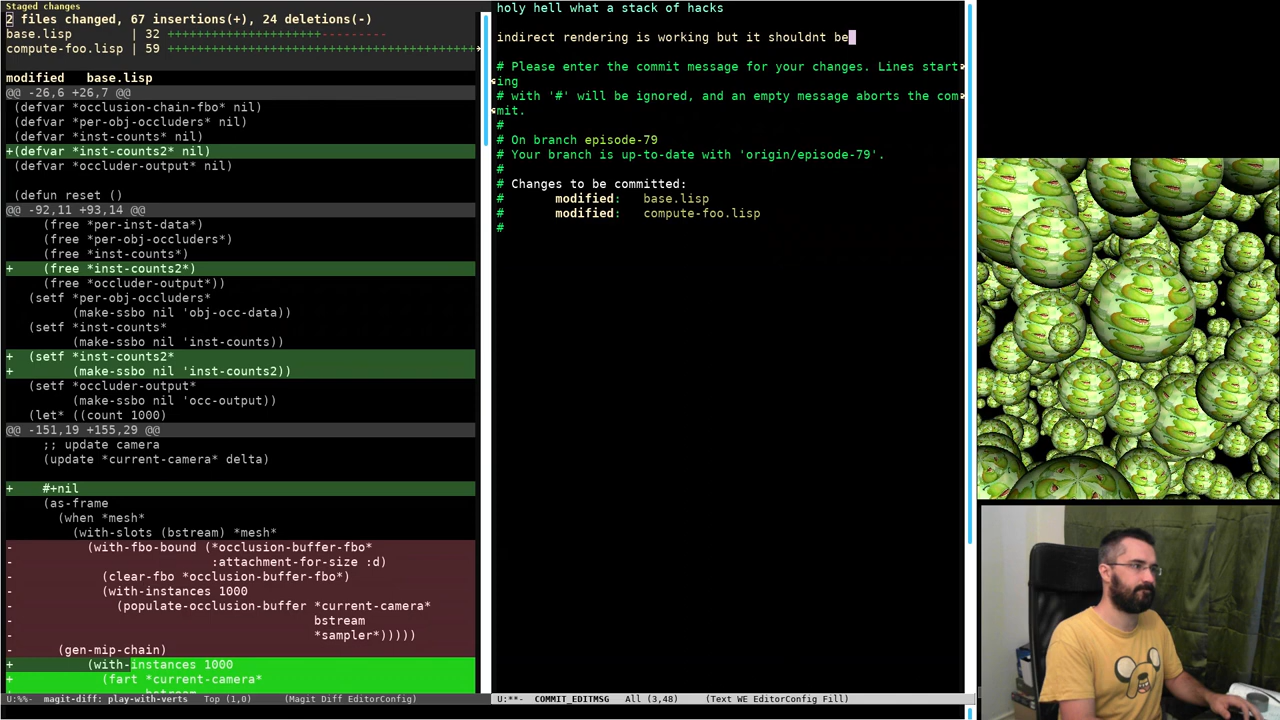 Staged changes
2 files changed, 67 insertions(+), 24 deletions(-)
base.lisp       | 32 +++++++++++++++++++++---------
compute-foo.lisp | 59 ++++++++++++++++++++++++++++++++++++++++++
modified   base.lisp
@@ -26,6 +26,7 @@
 (defvar *occlusion-chain-fbo* nil)
 (defvar *per-obj-occluders* nil)
 (defvar *inst-counts* nil)
+(defvar *inst-counts2* nil)
 (defvar *occluder-output* nil)
 (defun reset ()
@@ -92,11 +93,14 @@
     (free *per-inst-data*)
     (free *per-obj-occluders*)
     (free *inst-counts*)
+    (free *inst-counts2*)
     (free *occluder-output*))
   (setf *per-obj-occluders*
         (make-ssbo nil 'obj-occ-data))
   (setf *inst-counts*
         (make-ssbo nil 'inst-counts))
+  (setf *inst-counts2*
+        (make-ssbo nil 'inst-counts2))
   (setf *occluder-output*
         (make-ssbo nil 'occ-output))
   (let* ((count 1000)
@@ -151,19 +155,29 @@
     ;; update camera
     (update *current-camera* delta)
+    #+nil
     (as-frame
       (when *mesh*
         (with-slots (bstream) *mesh*
-          (with-fbo-bound (*occlusion-buffer-fbo*
-                           :attachment-for-size :d)
-            (clear-fbo *occlusion-buffer-fbo*)
-            (with-instances 1000
-              (populate-occlusion-buffer *current-camera*
-                                         bstream
-                                         *sampler*)))))
-      (gen-mip-chain)
+          (with-instances 1000
+            (fart *current-camera*
U:%%-  magit-diff: play-with-verts   Top (1,0)     (Magit Diff EditorConfig)
holy hell what a stack of hacks
indirect rendering is working but it shouldnt be
# Please enter the commit message for your changes. Lines start
ing
# with '#' will be ignored, and an empty message aborts the com
mit.
#
# On branch episode-79
# Your branch is up-to-date with 'origin/episode-79'.
#
# Changes to be committed:
#       modified:   base.lisp
#       modified:   compute-foo.lisp
#
U:**-  COMMIT_EDITMSG   All (3,48)     (Text WE EditorConfig Fill)